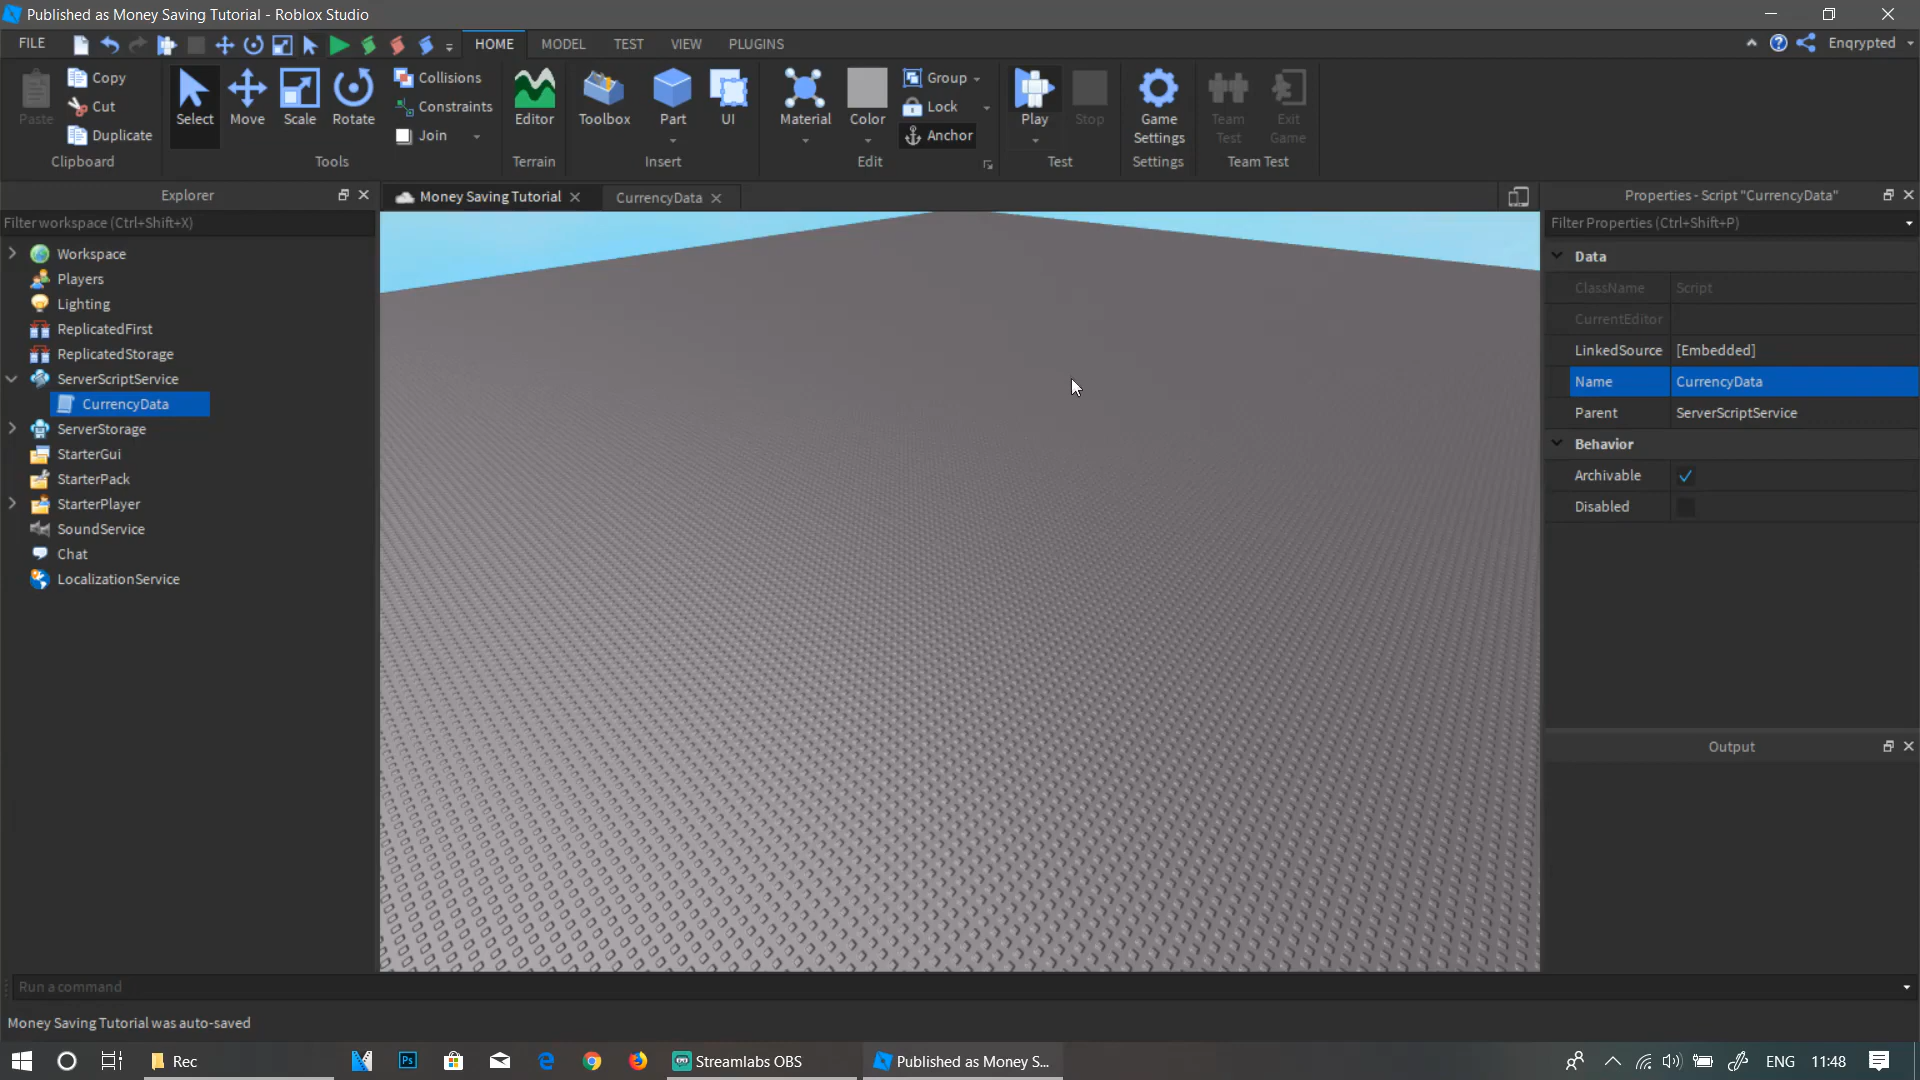 Published as Money Saving Tutorial - Roblox Studio
FILE
HOME
MODEL
TEST
VIEW
PLUGINS
Enqrypted
Paste
Copy
Cut
Duplicate
Clipboard
Select
Move
Scale
Rotate
Collisions
Constraints
Join
Tools
Editor
Terrain
Toolbox
Part
UI
Insert
Material
Color
Group
Lock
Anchor
Edit
Play
Stop
Test
Game
Settings
Settings
Team
Test
Exit
Game
Team Test
Explorer
Money Saving Tutorial
CurrencyData
Properties - Script "CurrencyData"
Filter workspace (Ctrl+Shift+X)
Filter Properties (Ctrl+Shift+P)
Workspace
Players
Lighting
ReplicatedFirst
ReplicatedStorage
ServerScriptService
CurrencyData
ServerStorage
StarterGui
StarterPack
StarterPlayer
SoundService
Chat
LocalizationService
Data
ClassName Script
CurrentEditor
LinkedSource [Embedded]
Name CurrencyData
Parent ServerScriptService
Behavior
Archivable
Disabled
Output
Run a command
Money Saving Tutorial was auto-saved
Rec
Ps
Streamlabs OBS
Published as Money S...
ENG
11:48